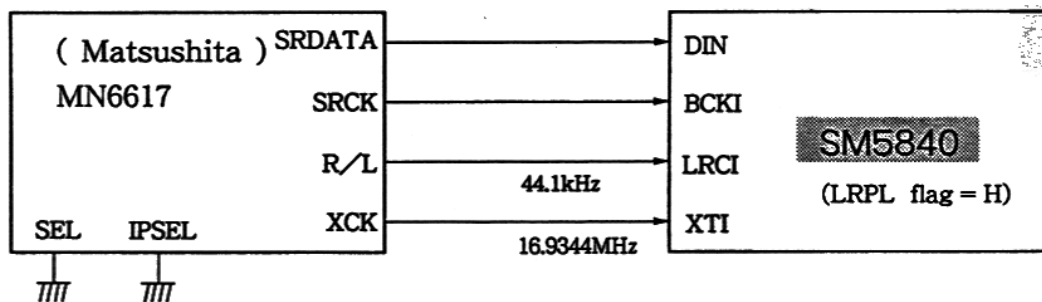 ( Matsushita )
MN6617
SRDATA
SRCK
R/L
XCK
SEL IPSEL
44.1kHz
16.9344MHz
DIN
BCKI
LRCI
XTI
SM5840
(LRPL flag = H)